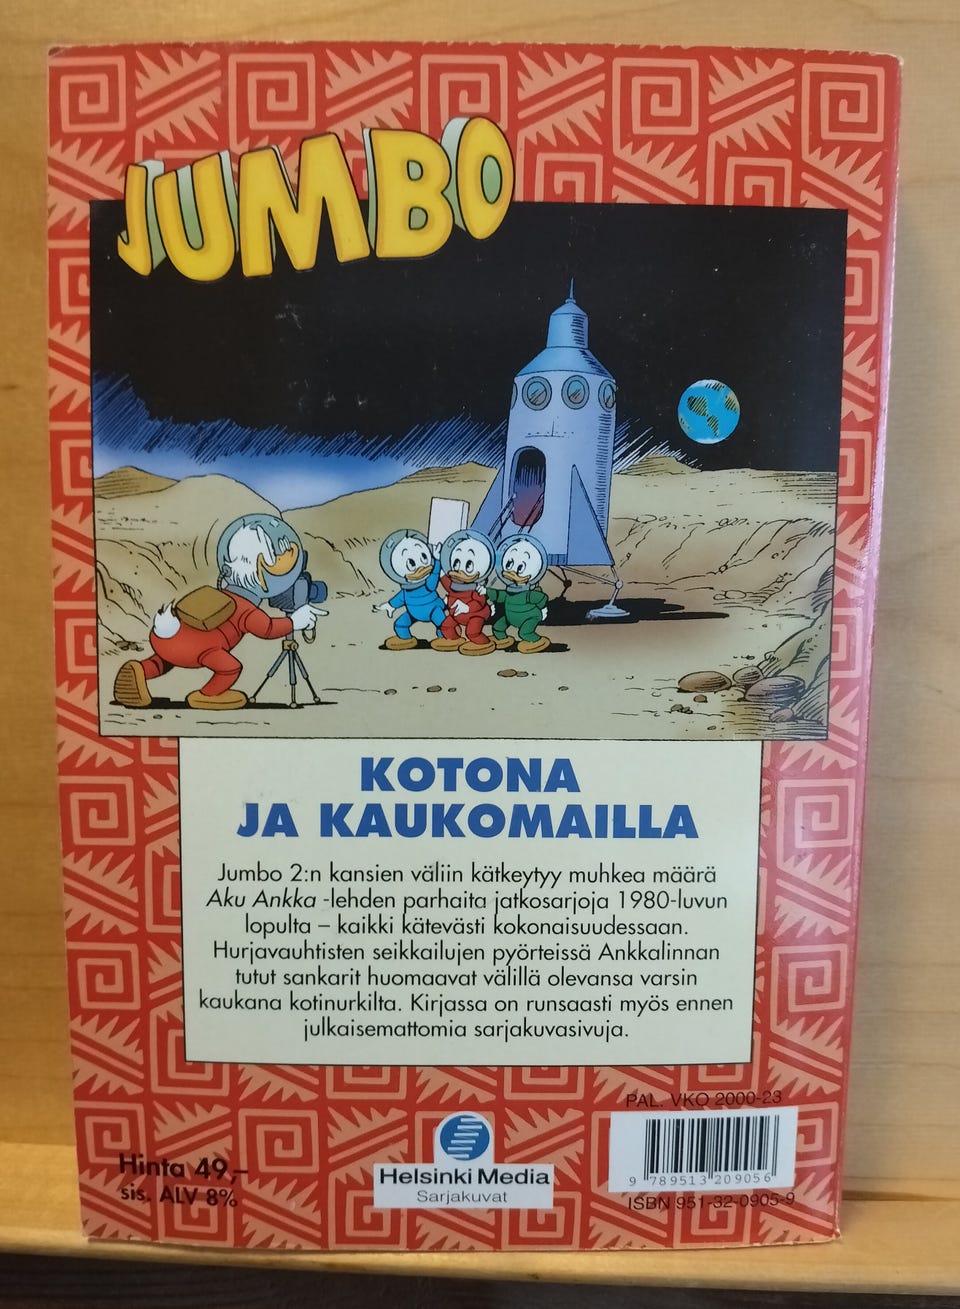 JUMBO
KOTONA
JA KAUKOMAILLA
Jumbo 2:n kansien väliin kätkeytyy muhkea määrä
Aku Ankka -lehden parhaita jatkosarjoja 1980-luvun
lopulta – kaikki kätevästi kokonaisuudessaan.
Hurjavauhtisten seikkailujen pyörteissä Ankkalinnan
tutut sankarit huomaavat välillä olevansa varsin
kaukana kotinurkilta. Kirjassa on runsaasti myös ennen
julkaisemattomia sarjakuvasivuja.
PAL. VKO 2000-23
Hinta 49,–
sis. ALV 8%
Helsinki Media
Sarjakuvat
9 789513 209056
ISBN 951-32-0905-9